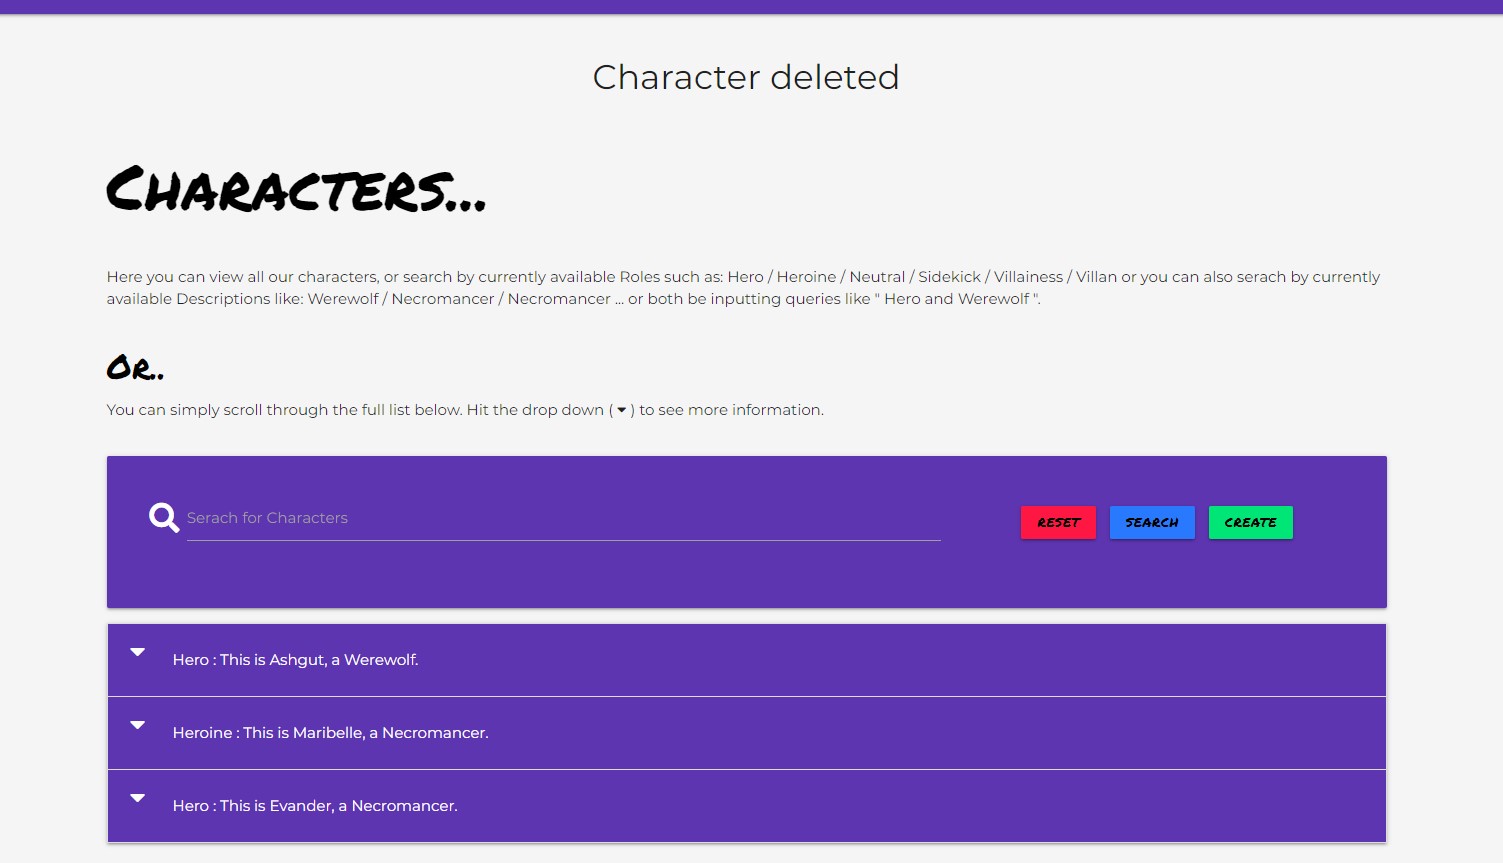 Character deleted
Characters...
Here you can view all our characters, or search by currently available Roles such as: Hero / Heroine / Neutral / Sidekick / Villainess / Villan or you can also serach by currently
available Descriptions like: Werewolf / Necromancer / Necromancer ... or both be inputting queries like " Hero and Werewolf ".
Or..
You can simply scroll through the full list below. Hit the drop down ( ) to see more information.
Serach for Characters
RESET SEARCH CREATE
Hero : This is Ashgut, a Werewolf.
Heroine : This is Maribelle, a Necromancer.
Hero : This is Evander, a Necromancer.